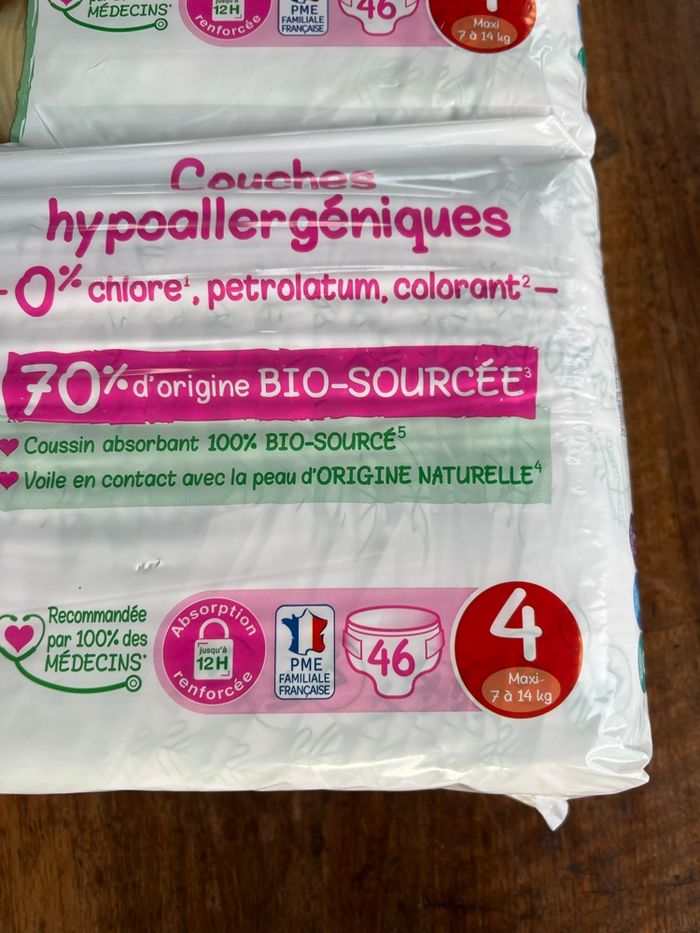 MÉDECINS*
12H
renforcée
PME
FAMILIALE
FRANÇAISE
46
Maxi
7 à 14 kg
Couches
hypoallergéniques
-0% chlore¹, petrolatum, colorant²-
70% d'origine BIO-SOURCÉE³
Coussin absorbant 100% BIO-SOURCÉ⁵
Voile en contact avec la peau d'ORIGINE NATURELLE⁴
Recommandée
par 100% des
MÉDECINS*
Absorption
jusqu'à
12H
renforcée
PME
FAMILIALE
FRANÇAISE
46
4
Maxi
7 à 14 kg